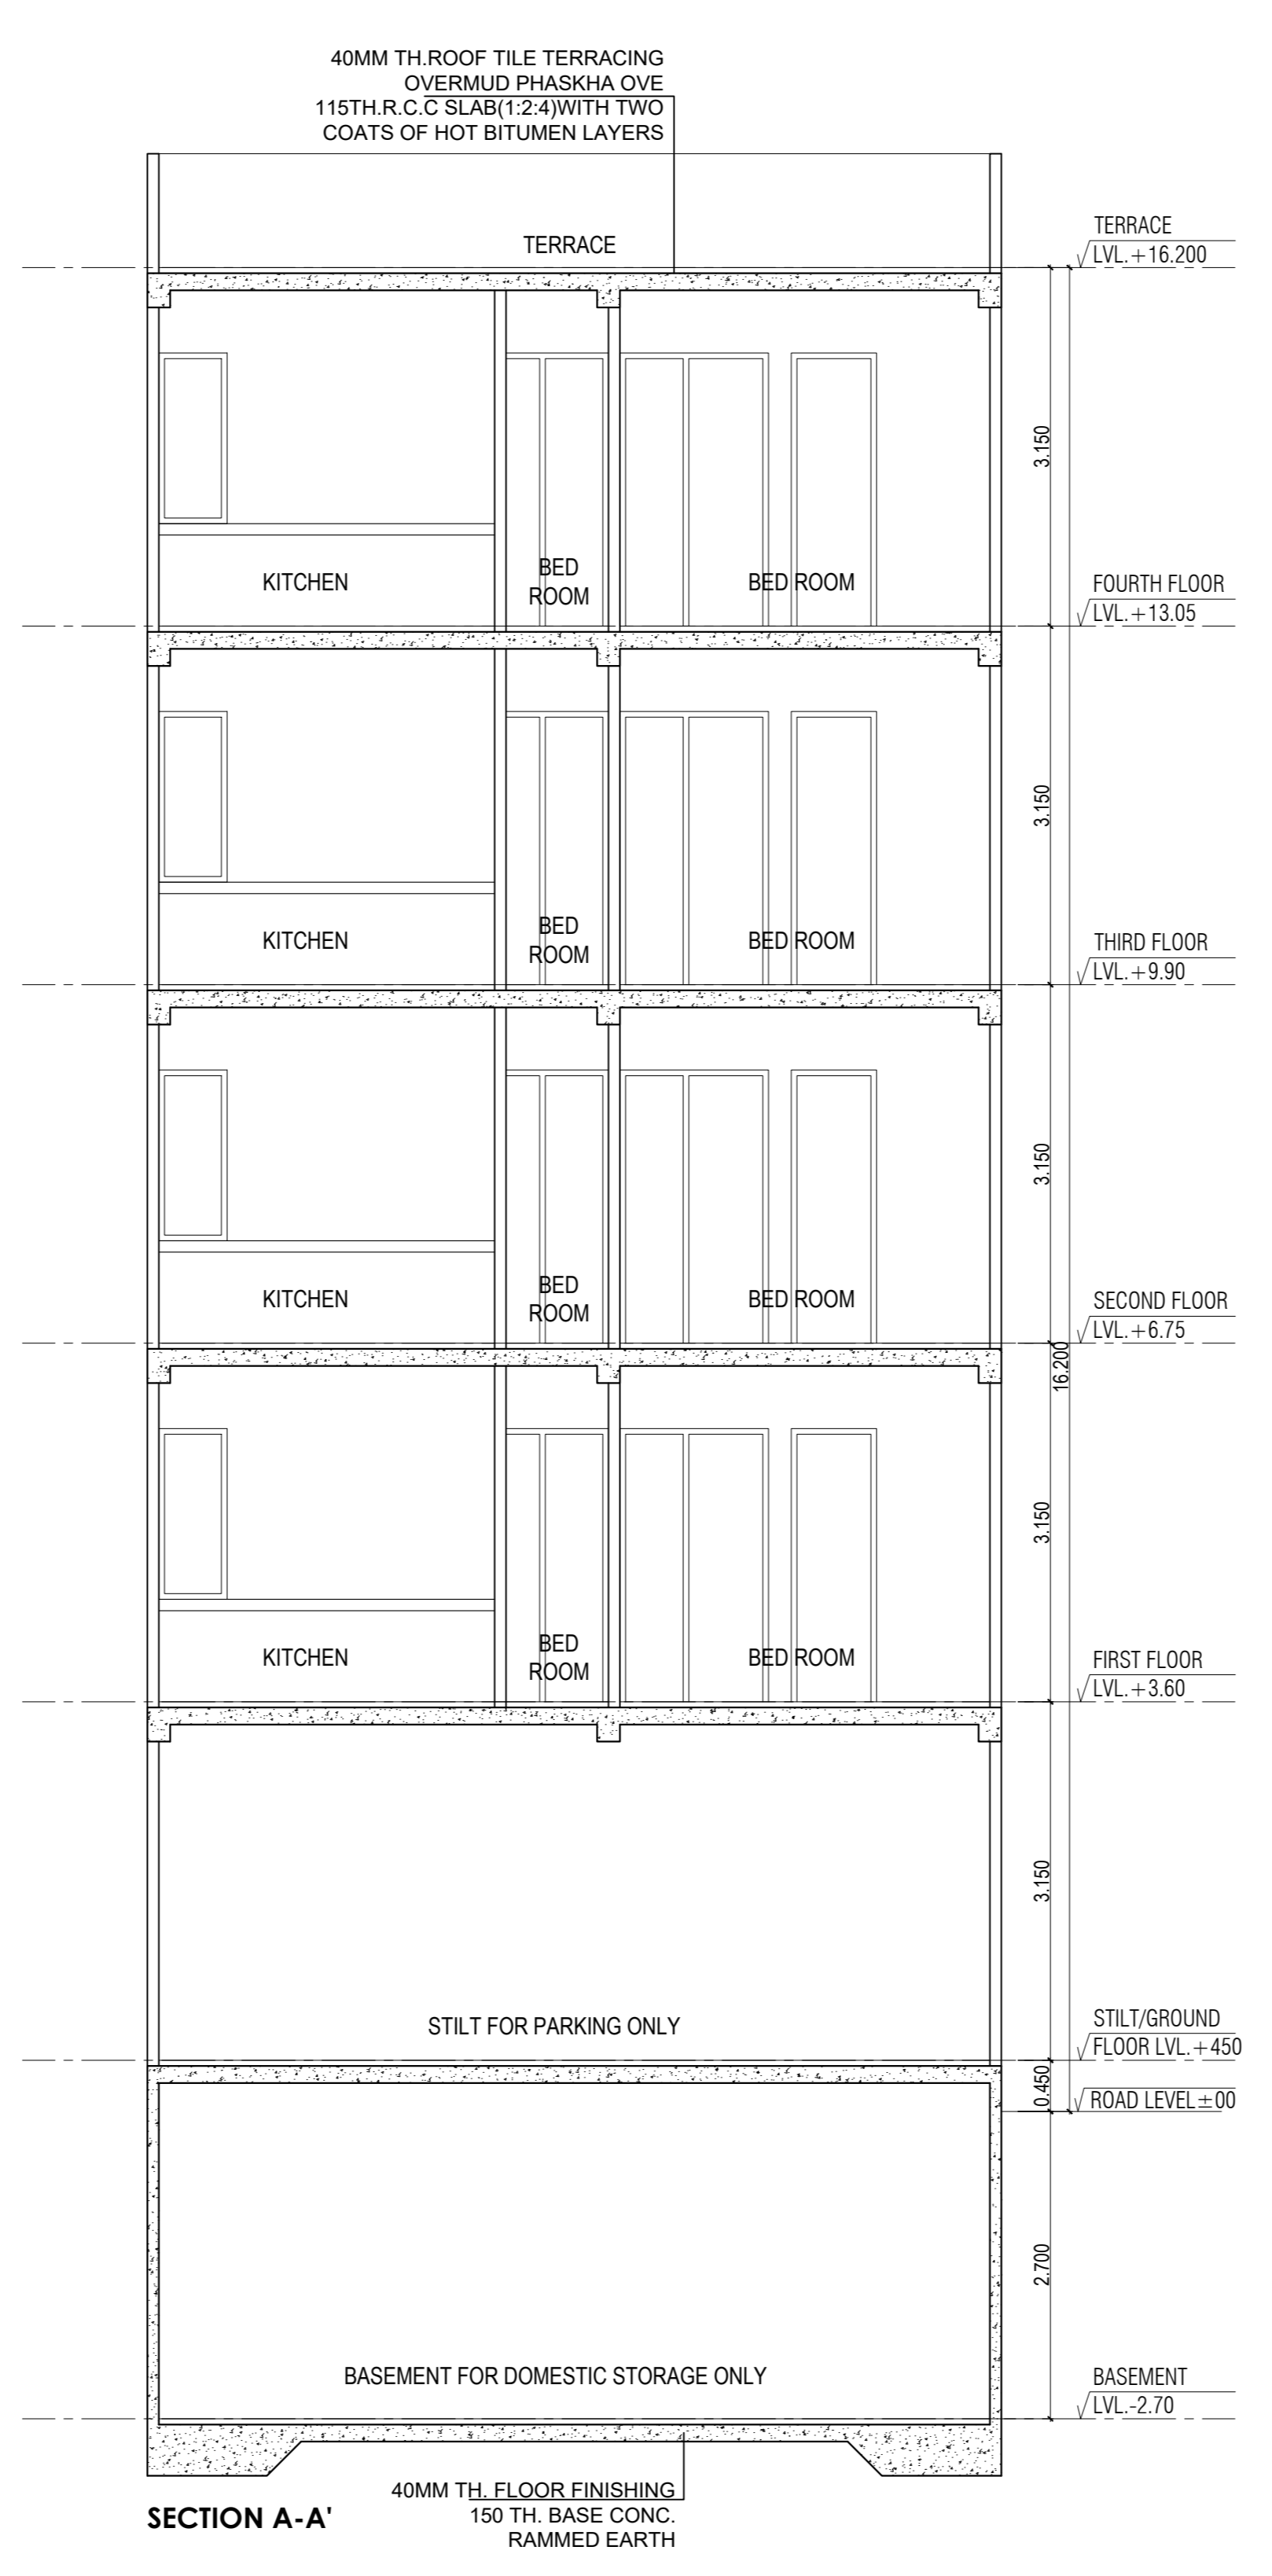 40MM TH.ROOF TILE TERRACING
OVERMUD PHASKHA OVE
115TH.R.C.C SLAB(1:2:4)WITH TWO
COATS OF HOT BITUMEN LAYERS
TERRACE
TERRACE
LVL.+16.200
3.150
KITCHEN
BED
ROOM
BED ROOM
FOURTH FLOOR
LVL.+13.05
3.150
KITCHEN
BED
ROOM
BED ROOM
THIRD FLOOR
LVL.+9.90
3.150
KITCHEN
BED
ROOM
BED ROOM
SECOND FLOOR
LVL.+6.75
16.200
3.150
KITCHEN
BED
ROOM
BED ROOM
FIRST FLOOR
LVL.+3.60
3.150
STILT FOR PARKING ONLY
STILT/GROUND
FLOOR LVL.+450
0.450
ROAD LEVEL±00
2.700
BASEMENT FOR DOMESTIC STORAGE ONLY
BASEMENT
LVL.-2.70
40MM TH. FLOOR FINISHING
150 TH. BASE CONC.
RAMMED EARTH
SECTION A-A'